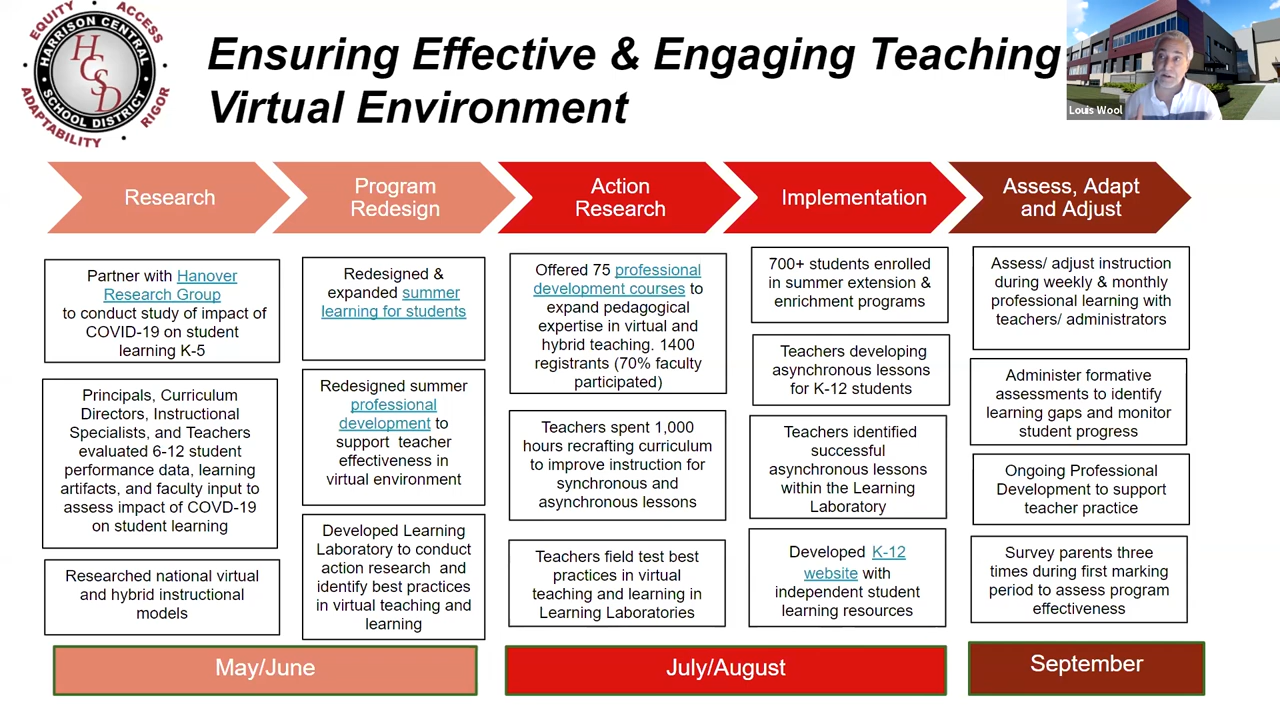 EQUITY
ACCESS
HARRISON CENTRAL
HCSD
SCHOOL DISTRICT
ADAPTABILITY
RIGOR
Ensuring Effective & Engaging Teaching
Virtual Environment
Louis Wool
Research
Program
Redesign
Action
Research
Implementation
Assess, Adapt
and Adjust
Partner with Hanover
Research Group
to conduct study of impact of
COVID-19 on student
learning K-5
Principals, Curriculum
Directors, Instructional
Specialists, and Teachers
evaluated 6-12 student
performance data, learning
artifacts, and faculty input to
assess impact of COVD-19
on student learning
Researched national virtual
and hybrid instructional
models
Redesigned &
expanded summer
learning for students
Redesigned summer
professional
development to
support teacher
effectiveness in
virtual environment
Developed Learning
Laboratory to conduct
action research and
identify best practices
in virtual teaching and
learning
Offered 75 professional
development courses to
expand pedagogical
expertise in virtual and
hybrid teaching. 1400
registrants (70% faculty
participated)
Teachers spent 1,000
hours recrafting curriculum
to improve instruction for
synchronous and
asynchronous lessons
Teachers field test best
practices in virtual
teaching and learning in
Learning Laboratories
700+ students enrolled
in summer extension &
enrichment programs
Teachers developing
asynchronous lessons
for K-12 students
Teachers identified
successful
asynchronous lessons
within the Learning
Laboratory
Developed K-12
website with
independent student
learning resources
Assess/ adjust instruction
during weekly & monthly
professional learning with
teachers/ administrators
Administer formative
assessments to identify
learning gaps and monitor
student progress
Ongoing Professional
Development to support
teacher practice
Survey parents three
times during first marking
period to assess program
effectiveness
May/June
July/August
September